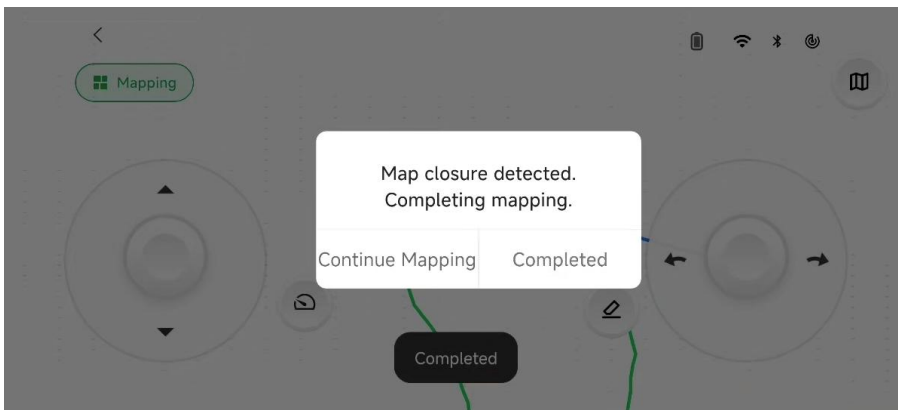 Mapping
Map closure detected.
Completing mapping.
Continue Mapping
Completed
Completed